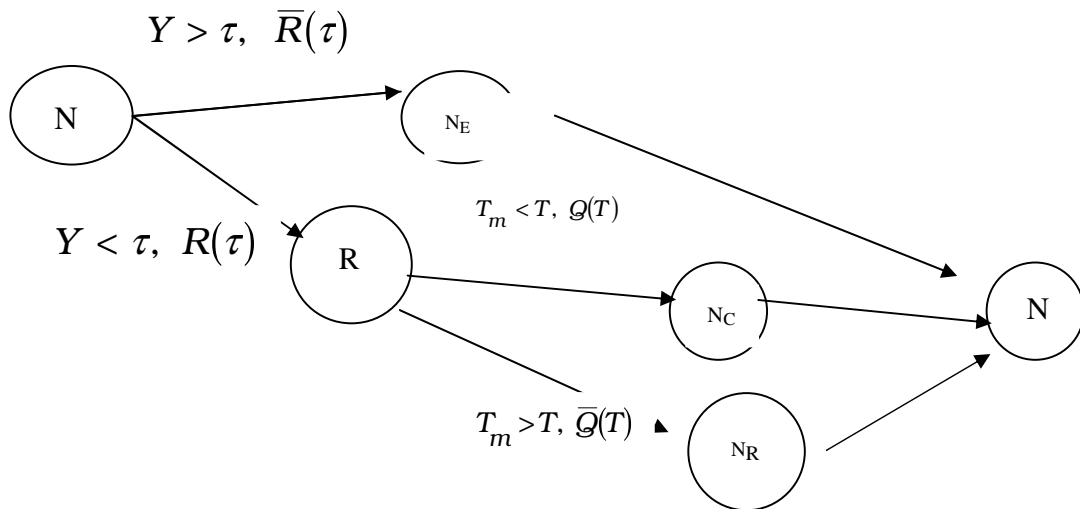 Y > τ, R̅(τ)
N
N_E
T_m < T, Q(T)
Y < τ, R(τ)
R
N_C
N
T_m > T, Q̅(T)
N_R